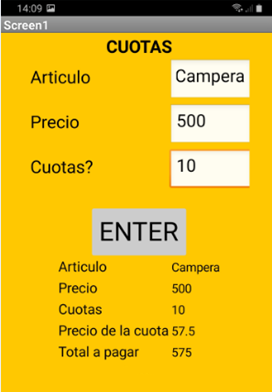 14:09
Screen1
CUOTAS
Articulo Campera
Precio 500
Cuotas? 10
ENTER
Articulo Campera
Precio 500
Cuotas 10
Precio de la cuota 57.5
Total a pagar 575